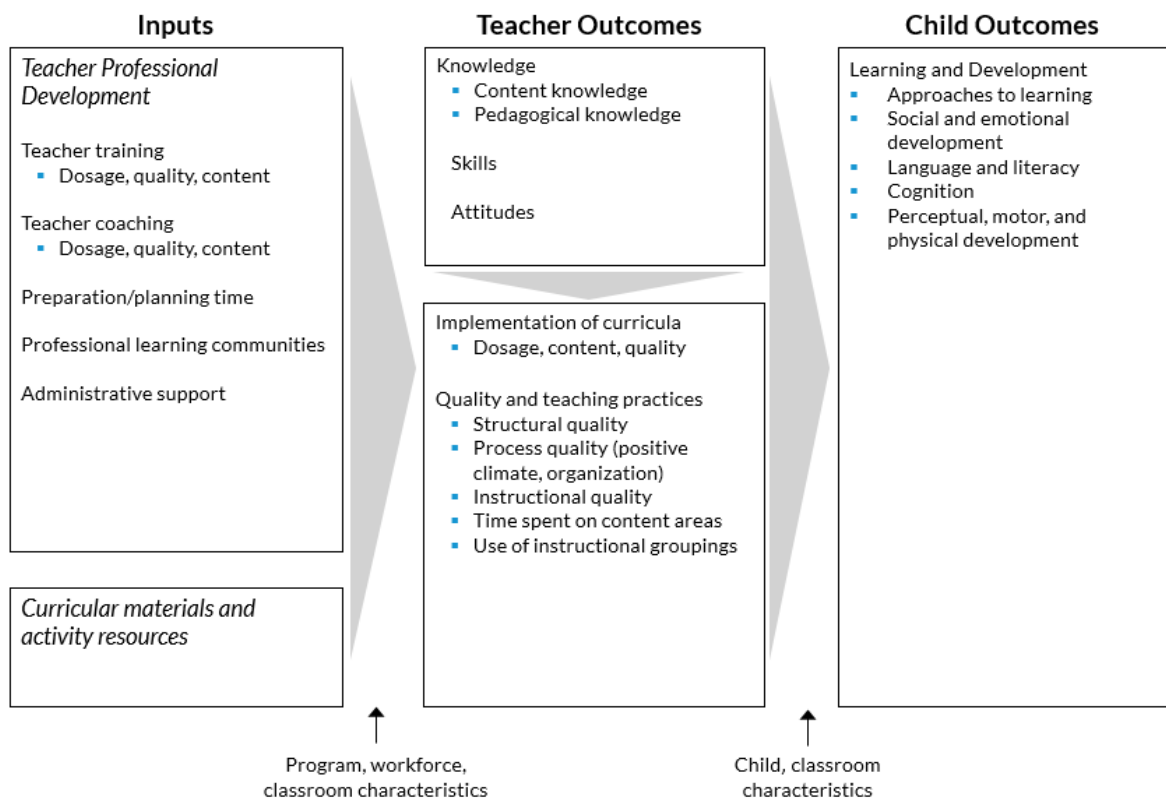 Inputs
Teacher Professional
Development
Teacher training
▪ Dosage, quality, content
Teacher coaching
▪ Dosage, quality, content
Preparation/planning time
Professional learning communities
Administrative support
Curricular materials and
activity resources
Teacher Outcomes
Knowledge
▪ Content knowledge
▪ Pedagogical knowledge
Skills
Attitudes
Implementation of curricula
▪ Dosage, content, quality
Quality and teaching practices
▪ Structural quality
▪ Process quality (positive
climate, organization)
▪ Instructional quality
▪ Time spent on content areas
▪ Use of instructional groupings
Child Outcomes
Learning and Development
▪ Approaches to learning
▪ Social and emotional
development
▪ Language and literacy
▪ Cognition
▪ Perceptual, motor, and
physical development
Program, workforce,
classroom characteristics
Child, classroom
characteristics